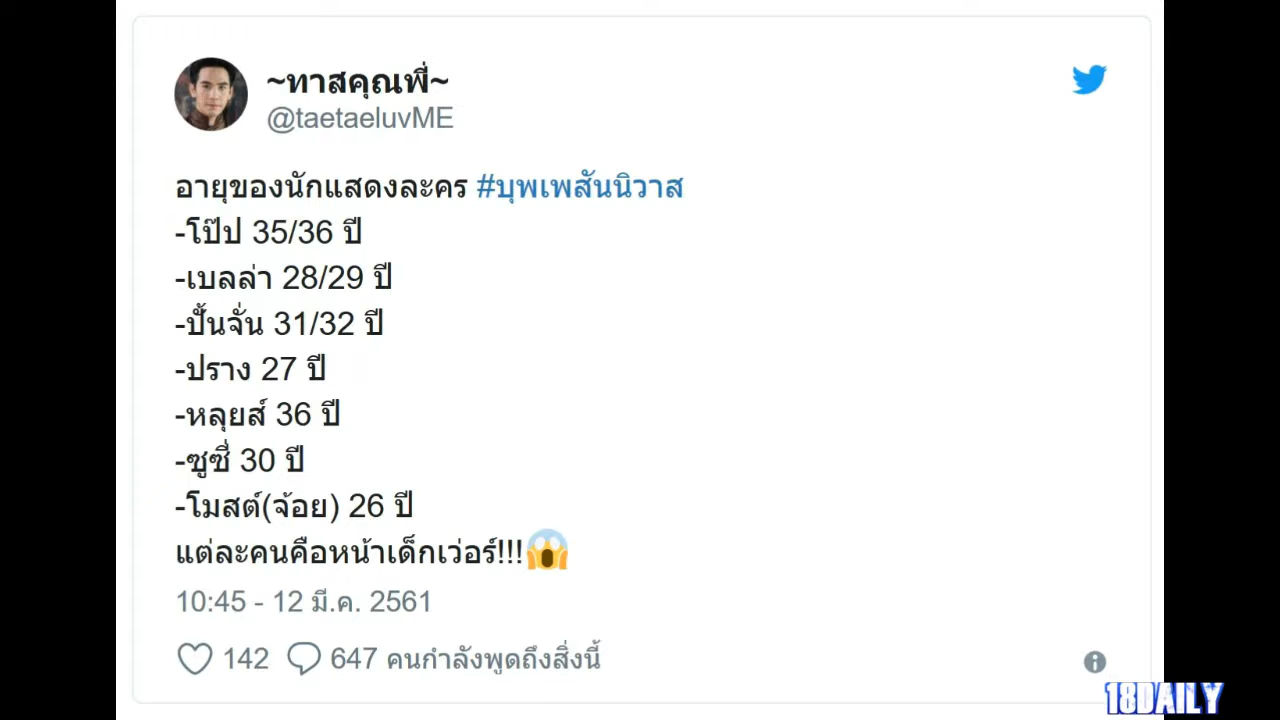 ~ทาสคุณพี่~
@taetaeluvME
อายุของนักแสดงละคร #บุพเพสันนิวาส
-โป๊ป 35/36 ปี
-เบลล่า 28/29 ปี
-ปั้นจั่น 31/32 ปี
-ปราง 27 ปี
-หลุยส์ 36 ปี
-ซูซี่ 30 ปี
-โมสต์(จ้อย) 26 ปี
แต่ละคนคือหน้าเด็กเว่อร์!!!😱
10:45 - 12 มี.ค. 2561
142 647 คนกำลังพูดถึงสิ่งนี้
18DAILY